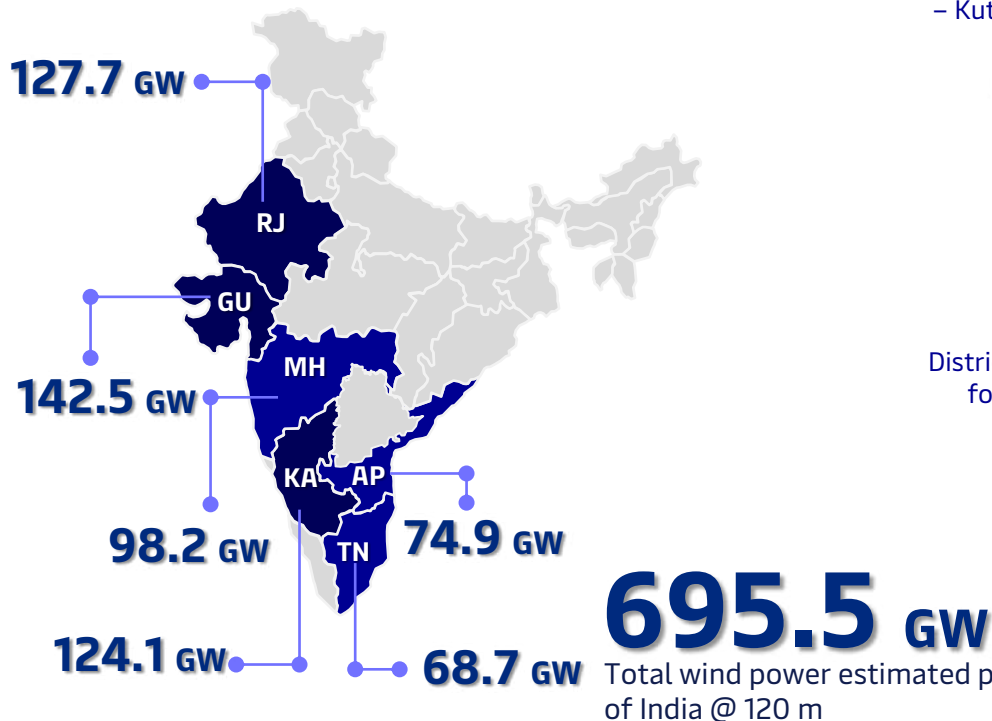 – Kut
127.7 GW
RJ
GU
MH
142.5 GW
Distri
fo
KA
AP
98.2 GW
74.9 GW
TN
124.1 GW
68.7 GW
695.5 GW
Total wind power estimated p
of India @ 120 m